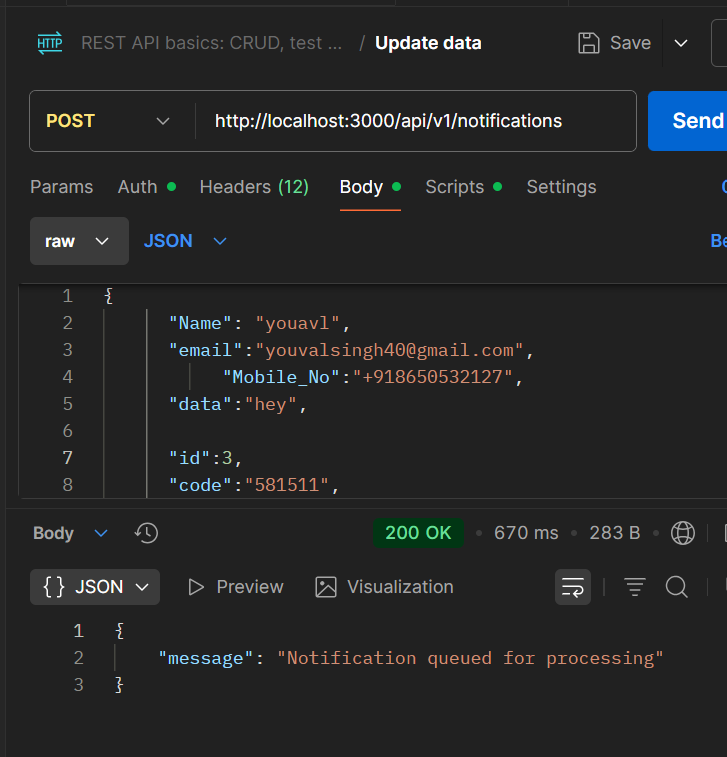 HTTP REST API basics: CRUD, test ... / Update data Save
POST http://localhost:3000/api/v1/notifications Send
Params Auth Headers (12) Body Scripts Settings
raw JSON Be
1 {
2 "Name": "youavl",
3 "email":"youvalsingh40@gmail.com",
4 "Mobile_No":"+918650532127",
5 "data":"hey",
6
7 "id":3,
8 "code":"581511",
Body 200 OK • 670 ms • 283 B •
{} JSON Preview Visualization
1 {
2 "message": "Notification queued for processing"
3 }